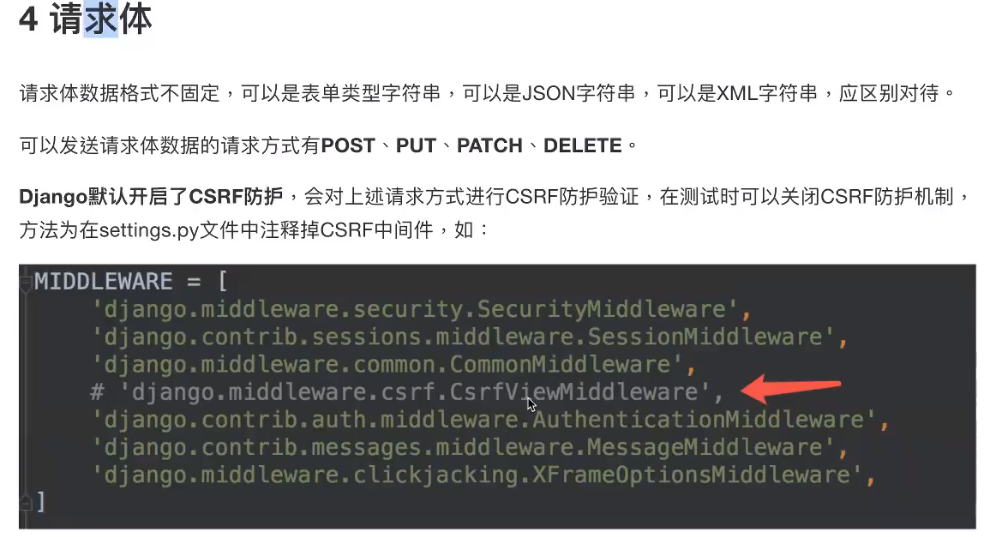 4 请求体
请求体数据格式不固定，可以是表单类型字符串，可以是JSON字符串，可以是XML字符串，应区别对待。
可以发送请求体数据的请求方式有POST、PUT、PATCH、DELETE。
Django默认开启了CSRF防护，会对上述请求方式进行CSRF防护验证，在测试时可以关闭CSRF防护机制，
方法为在settings.py文件中注释掉CSRF中间件，如：
MIDDLEWARE = [
    'django.middleware.security.SecurityMiddleware',
    'django.contrib.sessions.middleware.SessionMiddleware',
    'django.middleware.common.CommonMiddleware',
    # 'django.middleware.csrf.CsrfViewMiddleware',
    'django.contrib.auth.middleware.AuthenticationMiddleware',
    'django.contrib.messages.middleware.MessageMiddleware',
    'django.middleware.clickjacking.XFrameOptionsMiddleware',
]